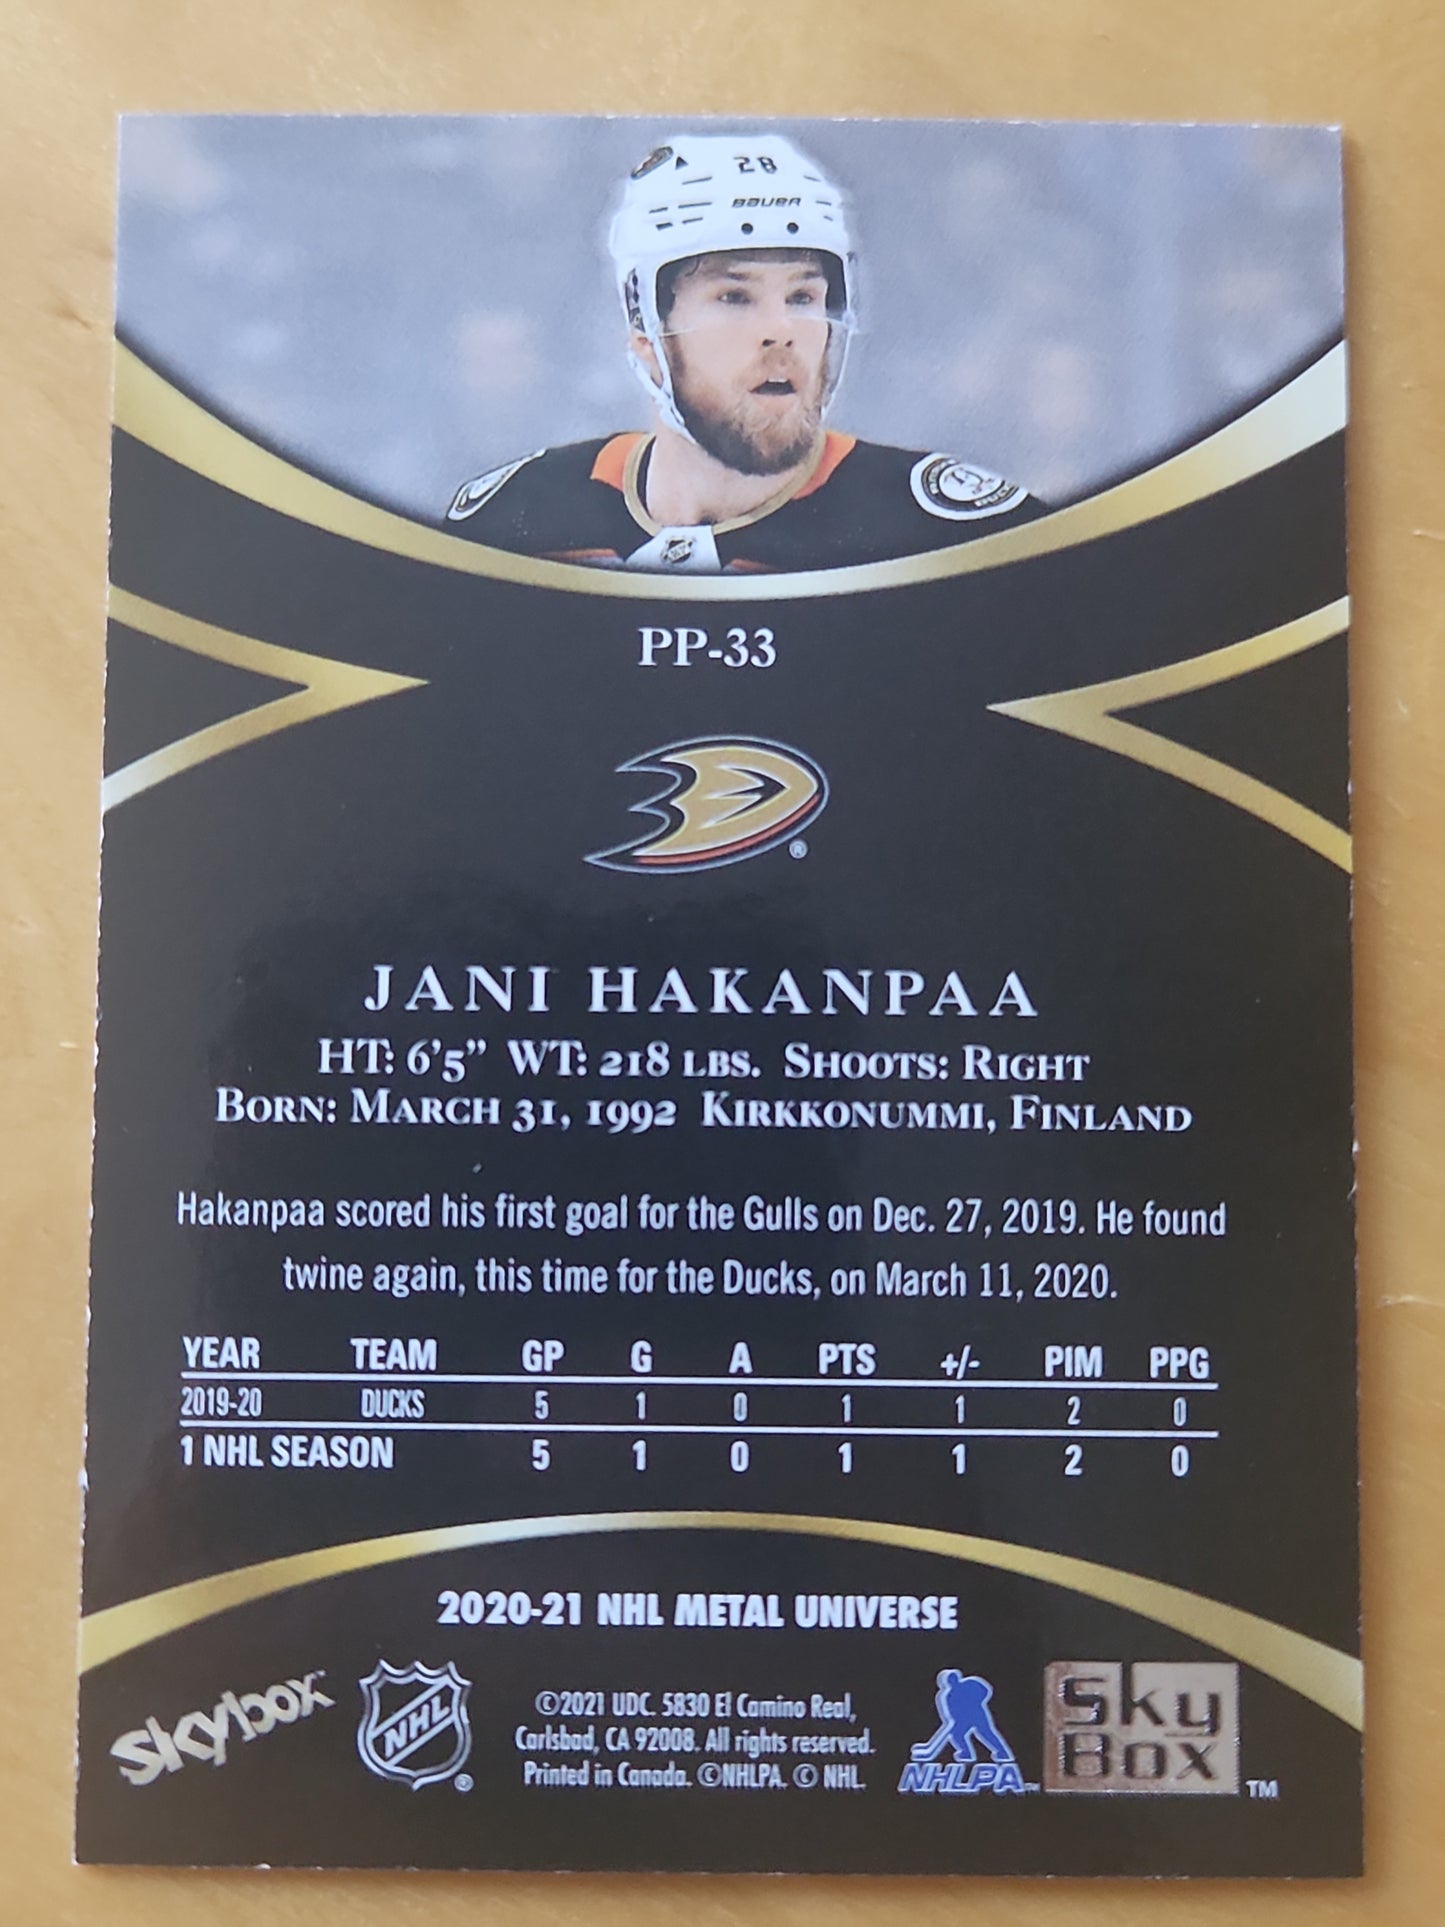 28
BAUER
PP-33
®
JANI HAKANPAA
HT: 6'5" WT: 218 LBS. SHOOTS: RIGHT
BORN: MARCH 31, 1992 KIRKKONUMMI, FINLAND
Hakanpaa scored his first goal for the Gulls on Dec. 27, 2019. He found
twine again, this time for the Ducks, on March 11, 2020.
YEAR TEAM GP G A PTS +/- PIM PPG
2019-20 DUCKS 5 1 0 1 1 2 0
1 NHL SEASON 5 1 0 1 1 2 0
2020-21 NHL METAL UNIVERSE
skybox™
NHL ®
©2021 UDC. 5830 El Camino Real,
Carlsbad, CA 92008. All rights reserved.
Printed in Canada. ©NHLPA. © NHL.
NHLPA™
Sky
Box ™